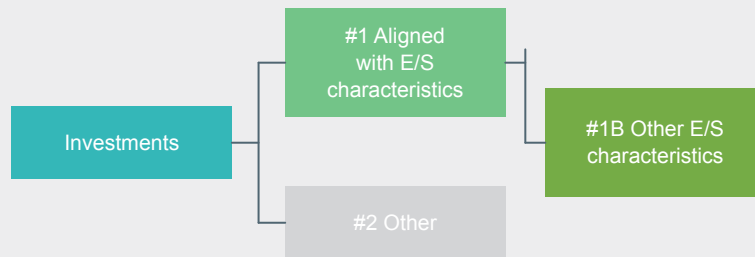 #1 Aligned
with E/S
characteristics
Investments
#1B Other E/S
characteristics
#2 Other